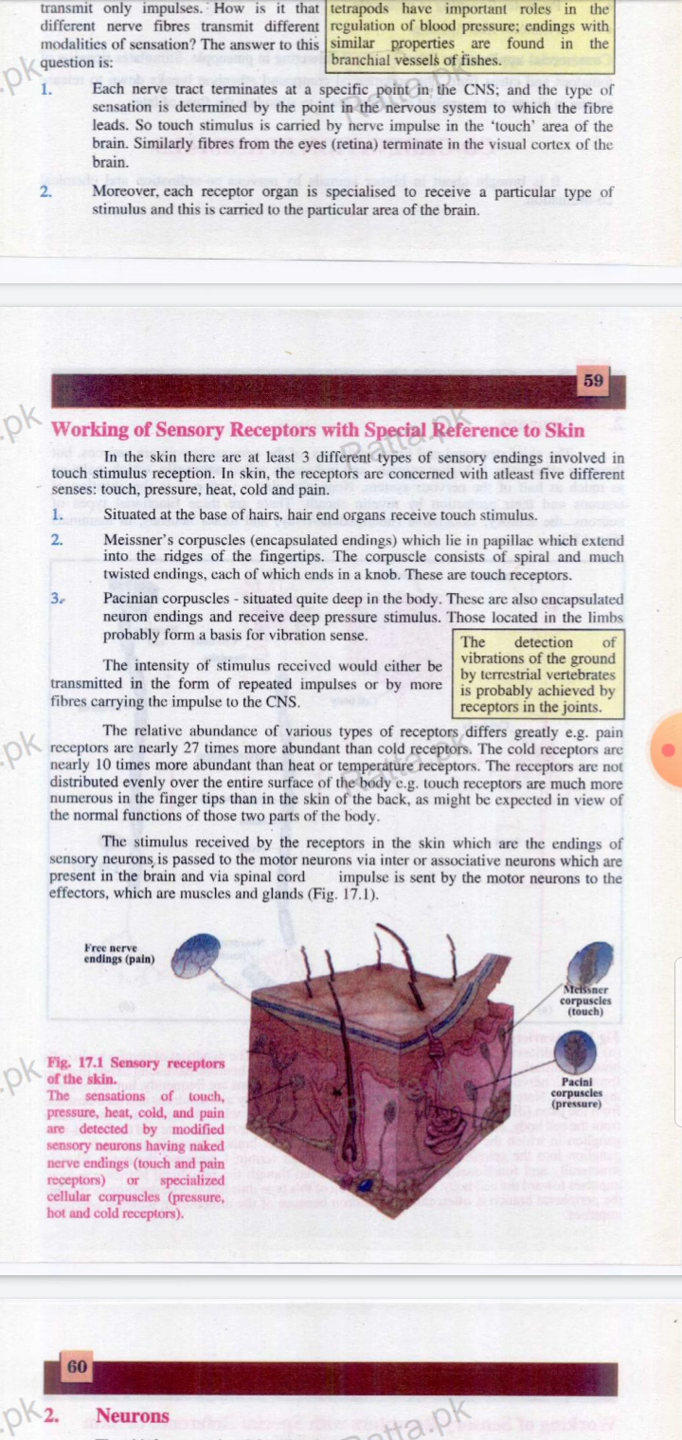 transmit only impulses. How is it that
different nerve fibres transmit different
modalities of sensation? The answer to this
question is:
tetrapods have important roles in the
regulation of blood pressure; endings with
similar properties are found in the
branchial vessels of fishes.
1. Each nerve tract terminates at a specific point in the CNS; and the type of
sensation is determined by the point in the nervous system to which the fibre
leads. So touch stimulus is carried by nerve impulse in the 'touch' area of the
brain. Similarly fibres from the eyes (retina) terminate in the visual cortex of the
brain.
2. Moreover, each receptor organ is specialised to receive a particular type of
stimulus and this is carried to the particular area of the brain.
59
Working of Sensory Receptors with Special Reference to Skin
In the skin there are at least 3 different types of sensory endings involved in
touch stimulus reception. In skin, the receptors are concerned with atleast five different
senses: touch, pressure, heat, cold and pain.
1. Situated at the base of hairs, hair end organs receive touch stimulus.
2. Meissner's corpuscles (encapsulated endings) which lie in papillae which extend
into the ridges of the fingertips. The corpuscle consists of spiral and much
twisted endings, each of which ends in a knob. These are touch receptors.
3. Pacinian corpuscles - situated quite deep in the body. These are also encapsulated
neuron endings and receive deep pressure stimulus. Those located in the limbs
probably form a basis for vibration sense.
The detection of
vibrations of the ground
by terrestrial vertebrates
is probably achieved by
receptors in the joints.
The intensity of stimulus received would either be
transmitted in the form of repeated impulses or by more
fibres carrying the impulse to the CNS.
The relative abundance of various types of receptors differs greatly e.g. pain
receptors are nearly 27 times more abundant than cold receptors. The cold receptors are
nearly 10 times more abundant than heat or temperature receptors. The receptors are not
distributed evenly over the entire surface of the body e.g. touch receptors are much more
numerous in the finger tips than in the skin of the back, as might be expected in view of
the normal functions of those two parts of the body.
The stimulus received by the receptors in the skin which are the endings of
sensory neurons is passed to the motor neurons via inter or associative neurons which are
present in the brain and via spinal cord impulse is sent by the motor neurons to the
effectors, which are muscles and glands (Fig. 17.1).
Free nerve
endings (pain)
Meissner
corpuscles
(touch)
Pacini
corpuscles
(pressure)
Fig. 17.1 Sensory receptors
of the skin.
The sensations of touch,
pressure, heat, cold, and pain
are detected by modified
sensory neurons having naked
nerve endings (touch and pain
receptors) or specialized
cellular corpuscles (pressure,
hot and cold receptors).
60
2. Neurons
Ratta.pk